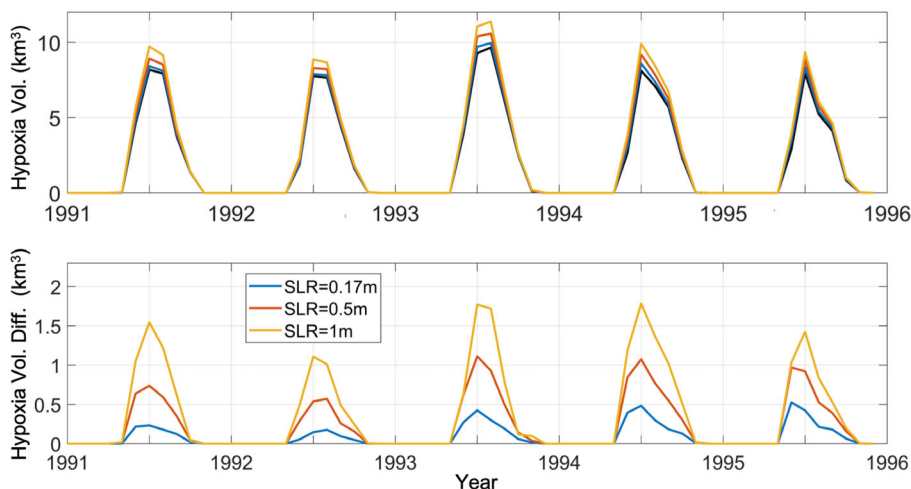 Hypoxia Vol. (km³)
10
5
0
1991 1992 1993 1994 1995 1996
Hypoxia Vol. Diff. (km³)
2
1.5
1
0.5
0
SLR=0.17m
SLR=0.5m
SLR=1m
1991 1992 1993 1994 1995 1996
Year